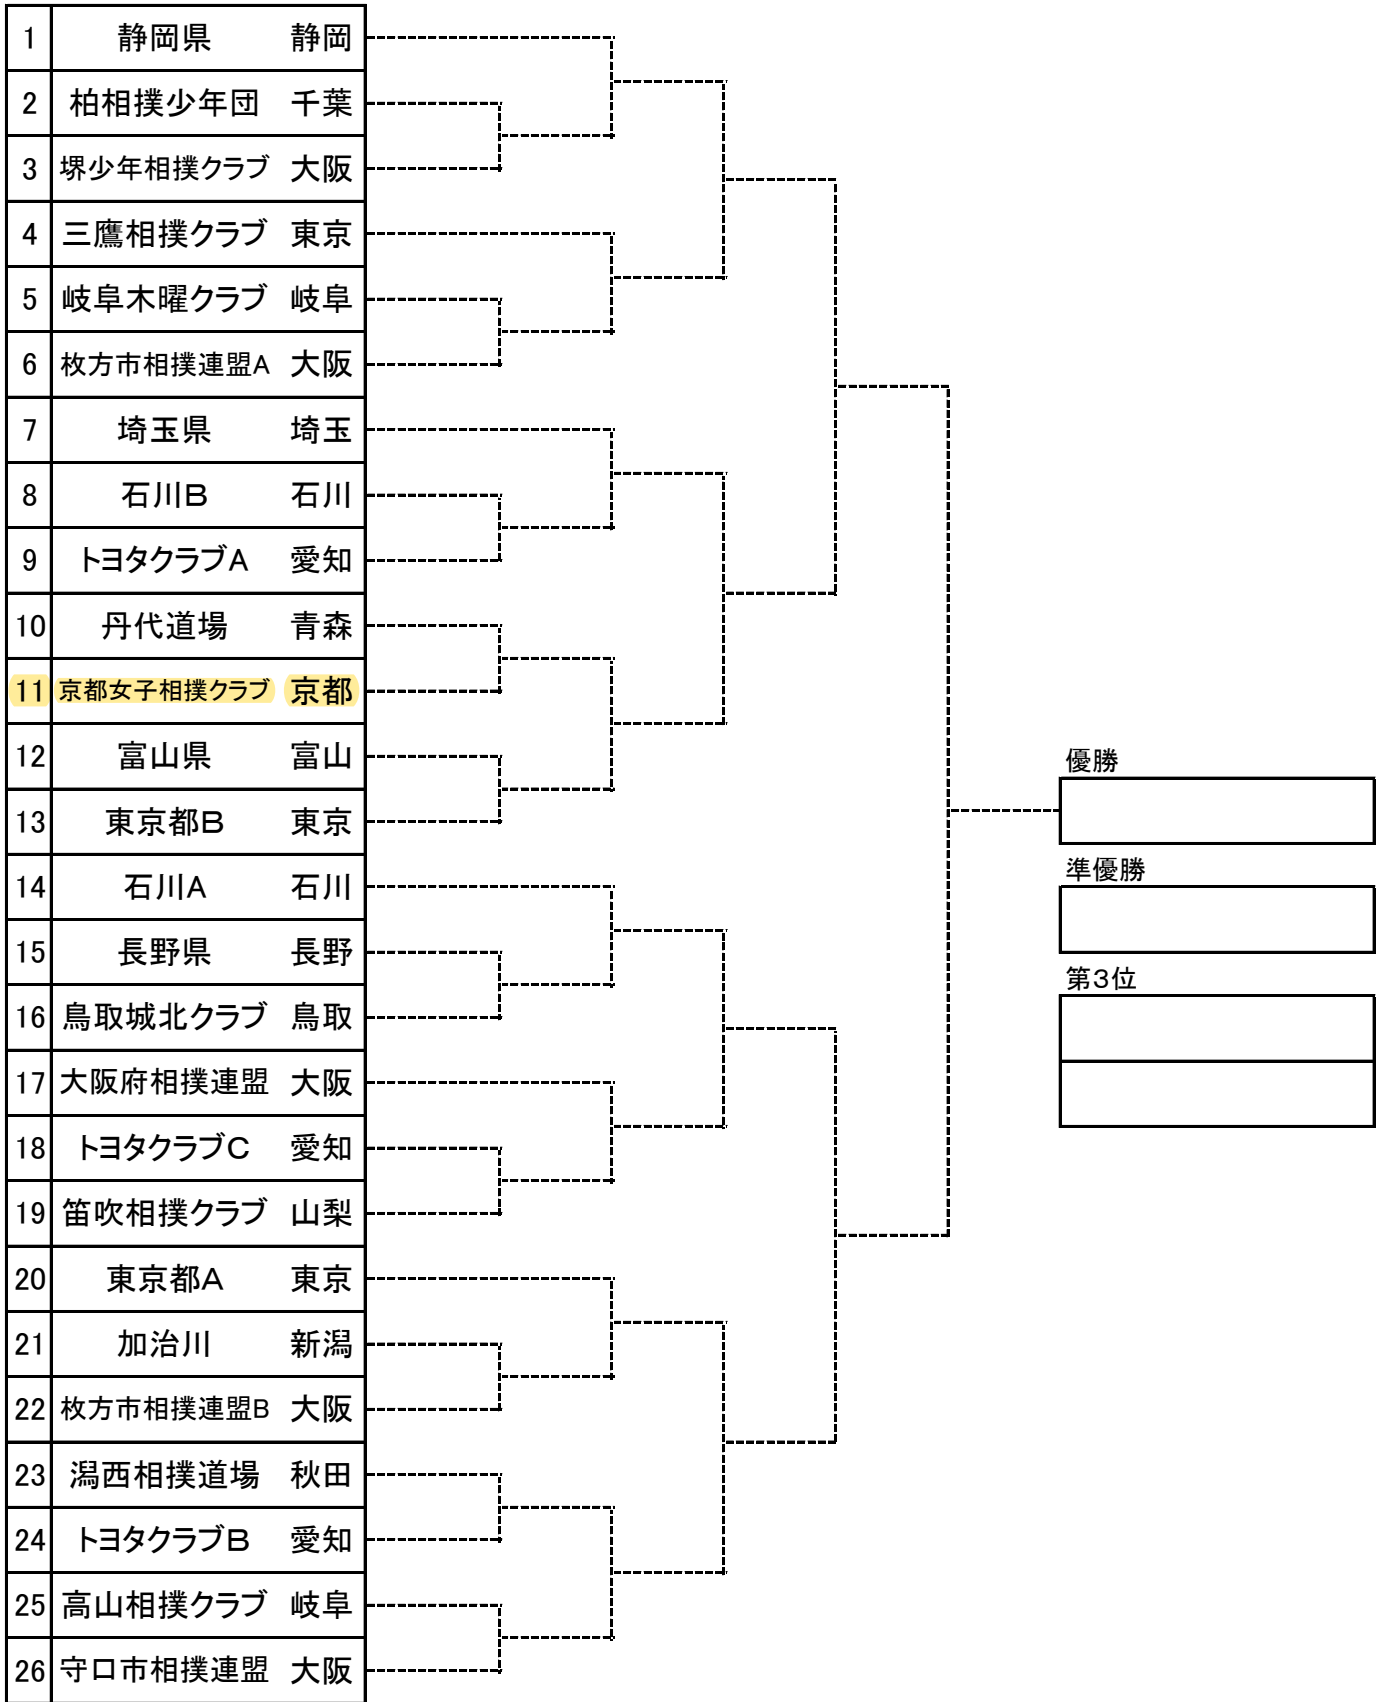 1 静岡県 静岡
2 柏相撲少年団 千葉
3 堺少年相撲クラブ 大阪
4 三鷹相撲クラブ 東京
5 岐阜木曜クラブ 岐阜
6 枚方市相撲連盟A 大阪
7 埼玉県 埼玉
8 石川B 石川
9 トヨタクラブA 愛知
10 丹代道場 青森
11 京都女子相撲クラブ 京都
12 富山県 富山
13 東京都B 東京
14 石川A 石川
15 長野県 長野
16 鳥取城北クラブ 鳥取
17 大阪府相撲連盟 大阪
18 トヨタクラブC 愛知
19 笛吹相撲クラブ 山梨
20 東京都A 東京
21 加治川 新潟
22 枚方市相撲連盟B 大阪
23 潟西相撲道場 秋田
24 トヨタクラブB 愛知
25 高山相撲クラブ 岐阜
26 守口市相撲連盟 大阪
優勝
準優勝
第3位